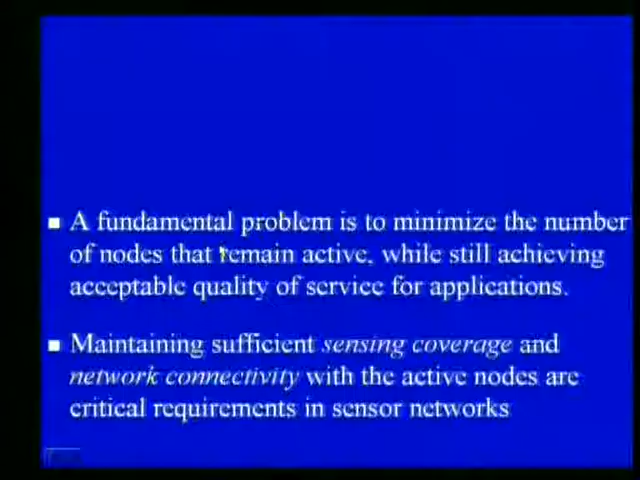 A fundamental problem is to minimize the number
of nodes that remain active, while still achieving
acceptable quality of service for applications.
Maintaining sufficient sensing coverage and
network connectivity with the active nodes are
critical requirements in sensor networks